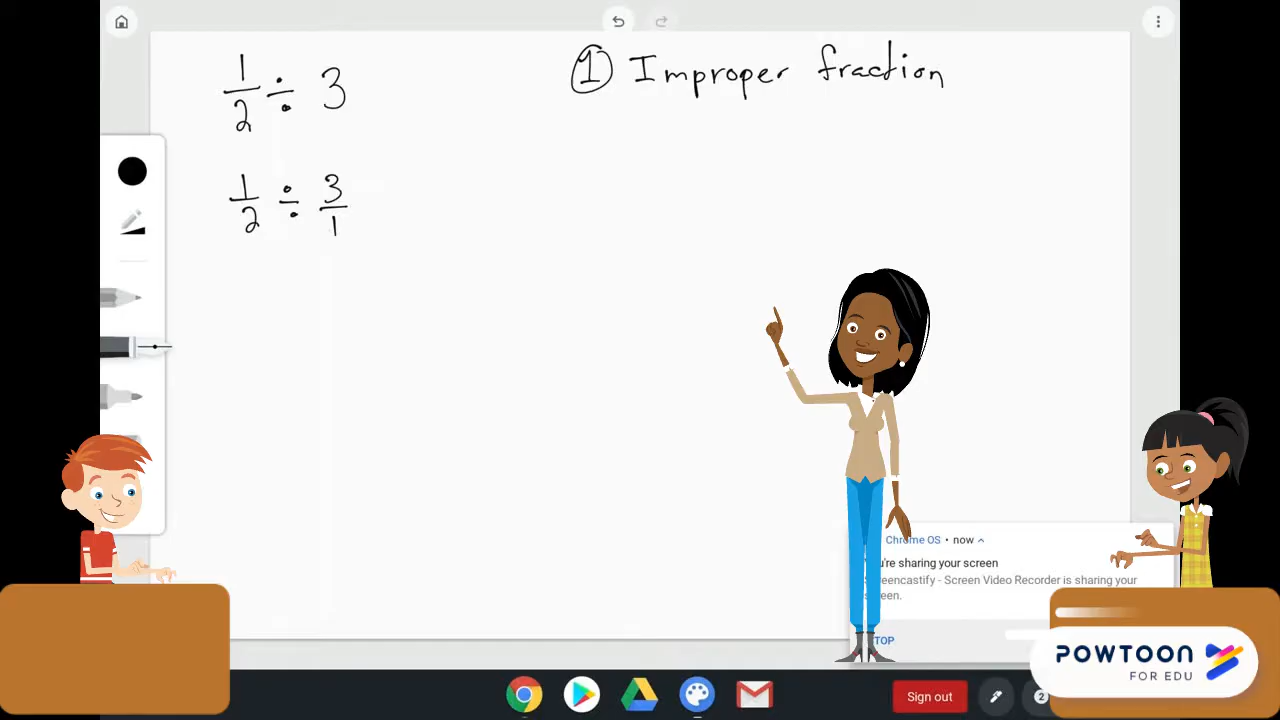 1/2 ÷ 3
① Improper fraction
1/2 ÷ 3/1
Chrome OS • now
're sharing your screen
eencastify - Screen Video Recorder is sharing your
een.
TOP
POWTOON
FOR EDU
Sign out
2